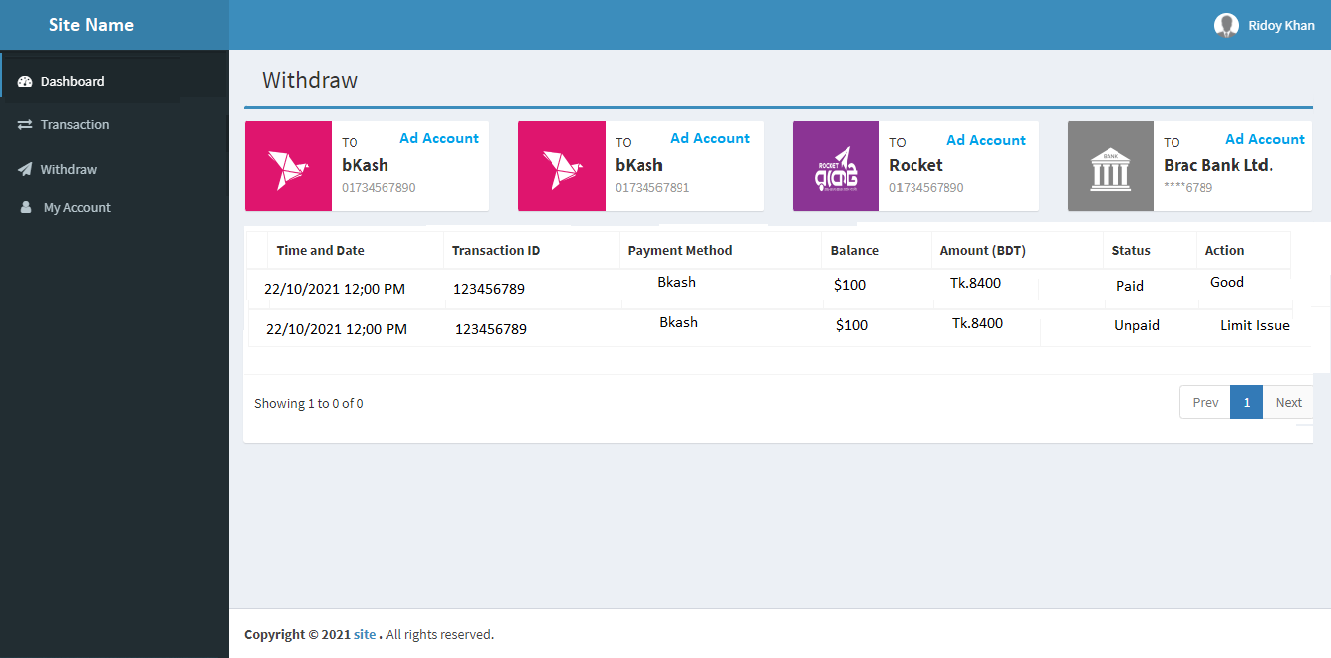 Site Name
Ridoy Khan
Dashboard
Transaction
Withdraw
My Account
Withdraw
TO Ad Account
bKash
01734567890
TO Ad Account
bKash
01734567891
ROCKET
রকেট
TO Ad Account
Rocket
01734567890
BANK
TO Ad Account
Brac Bank Ltd.
****6789
Time and Date Transaction ID Payment Method Balance Amount (BDT) Status Action
22/10/2021 12;00 PM 123456789 Bkash $100 Tk.8400 Paid Good
22/10/2021 12;00 PM 123456789 Bkash $100 Tk.8400 Unpaid Limit Issue
Showing 1 to 0 of 0
Prev 1 Next
Copyright © 2021 site . All rights reserved.